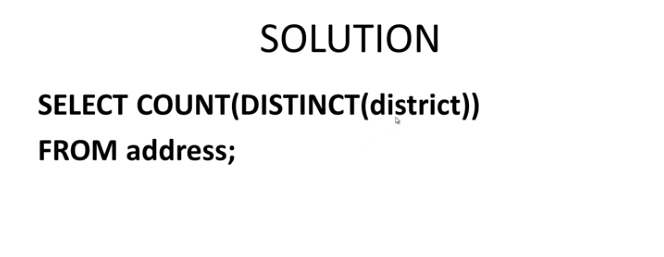 SOLUTION
SELECT COUNT(DISTINCT(district))
FROM address;